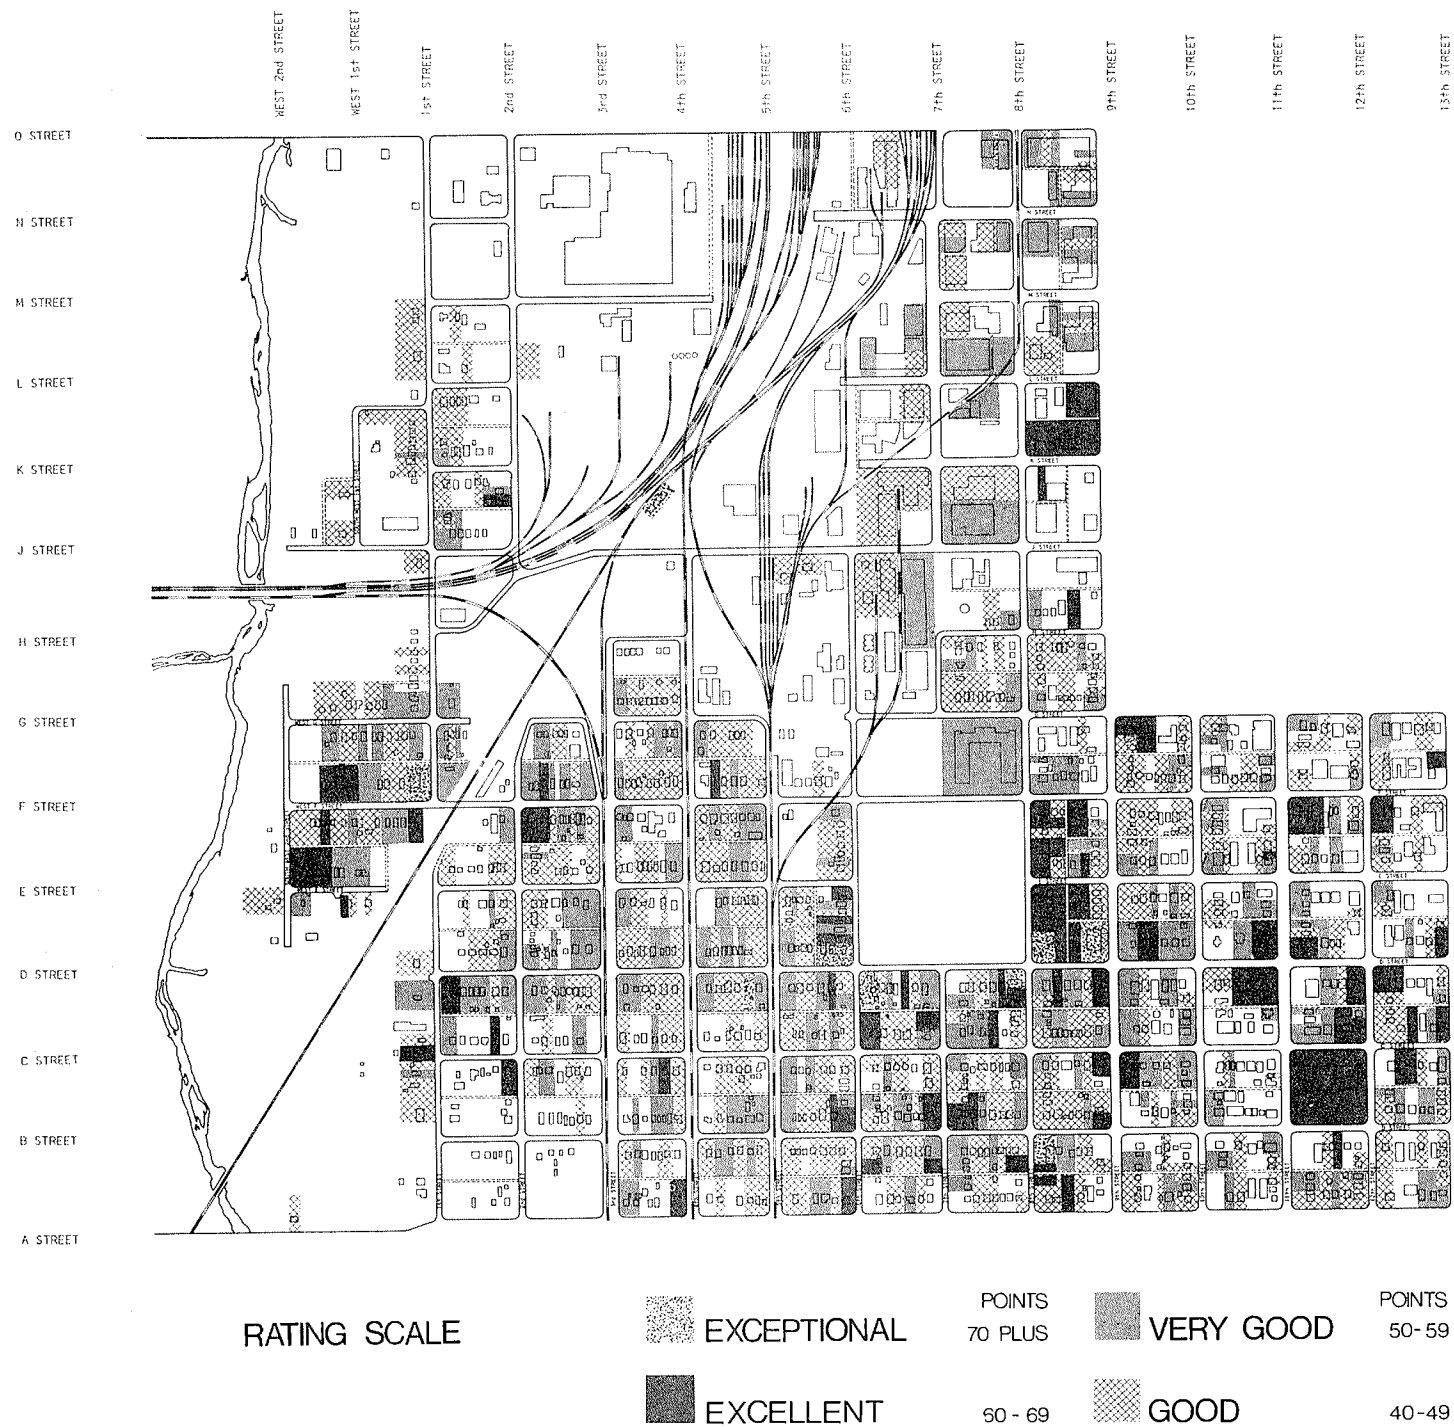 WEST 2nd STREET
WEST 1st STREET
1st STREET
2nd STREET
3rd STREET
4th STREET
5th STREET
6th STREET
7th STREET
8th STREET
9th STREET
10th STREET
11th STREET
12th STREET
13th STREET
O STREET
N STREET
M STREET
L STREET
K STREET
J STREET
H STREET
G STREET
F STREET
E STREET
D STREET
C STREET
B STREET
A STREET
N STREET
M STREET
RATING SCALE
POINTS
EXCEPTIONAL 70 PLUS
POINTS
VERY GOOD 50-59
EXCELLENT 60-69
GOOD 40-49